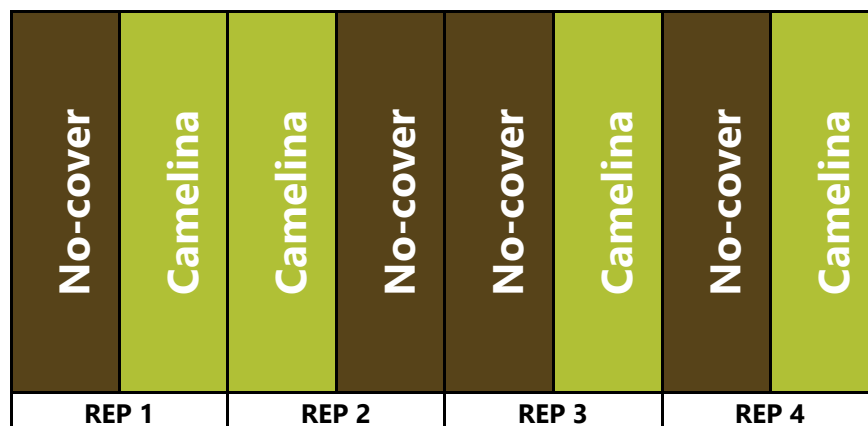 No-cover
Camelina
Camelina
No-cover
No-cover
Camelina
No-cover
Camelina
REP 1
REP 2
REP 3
REP 4